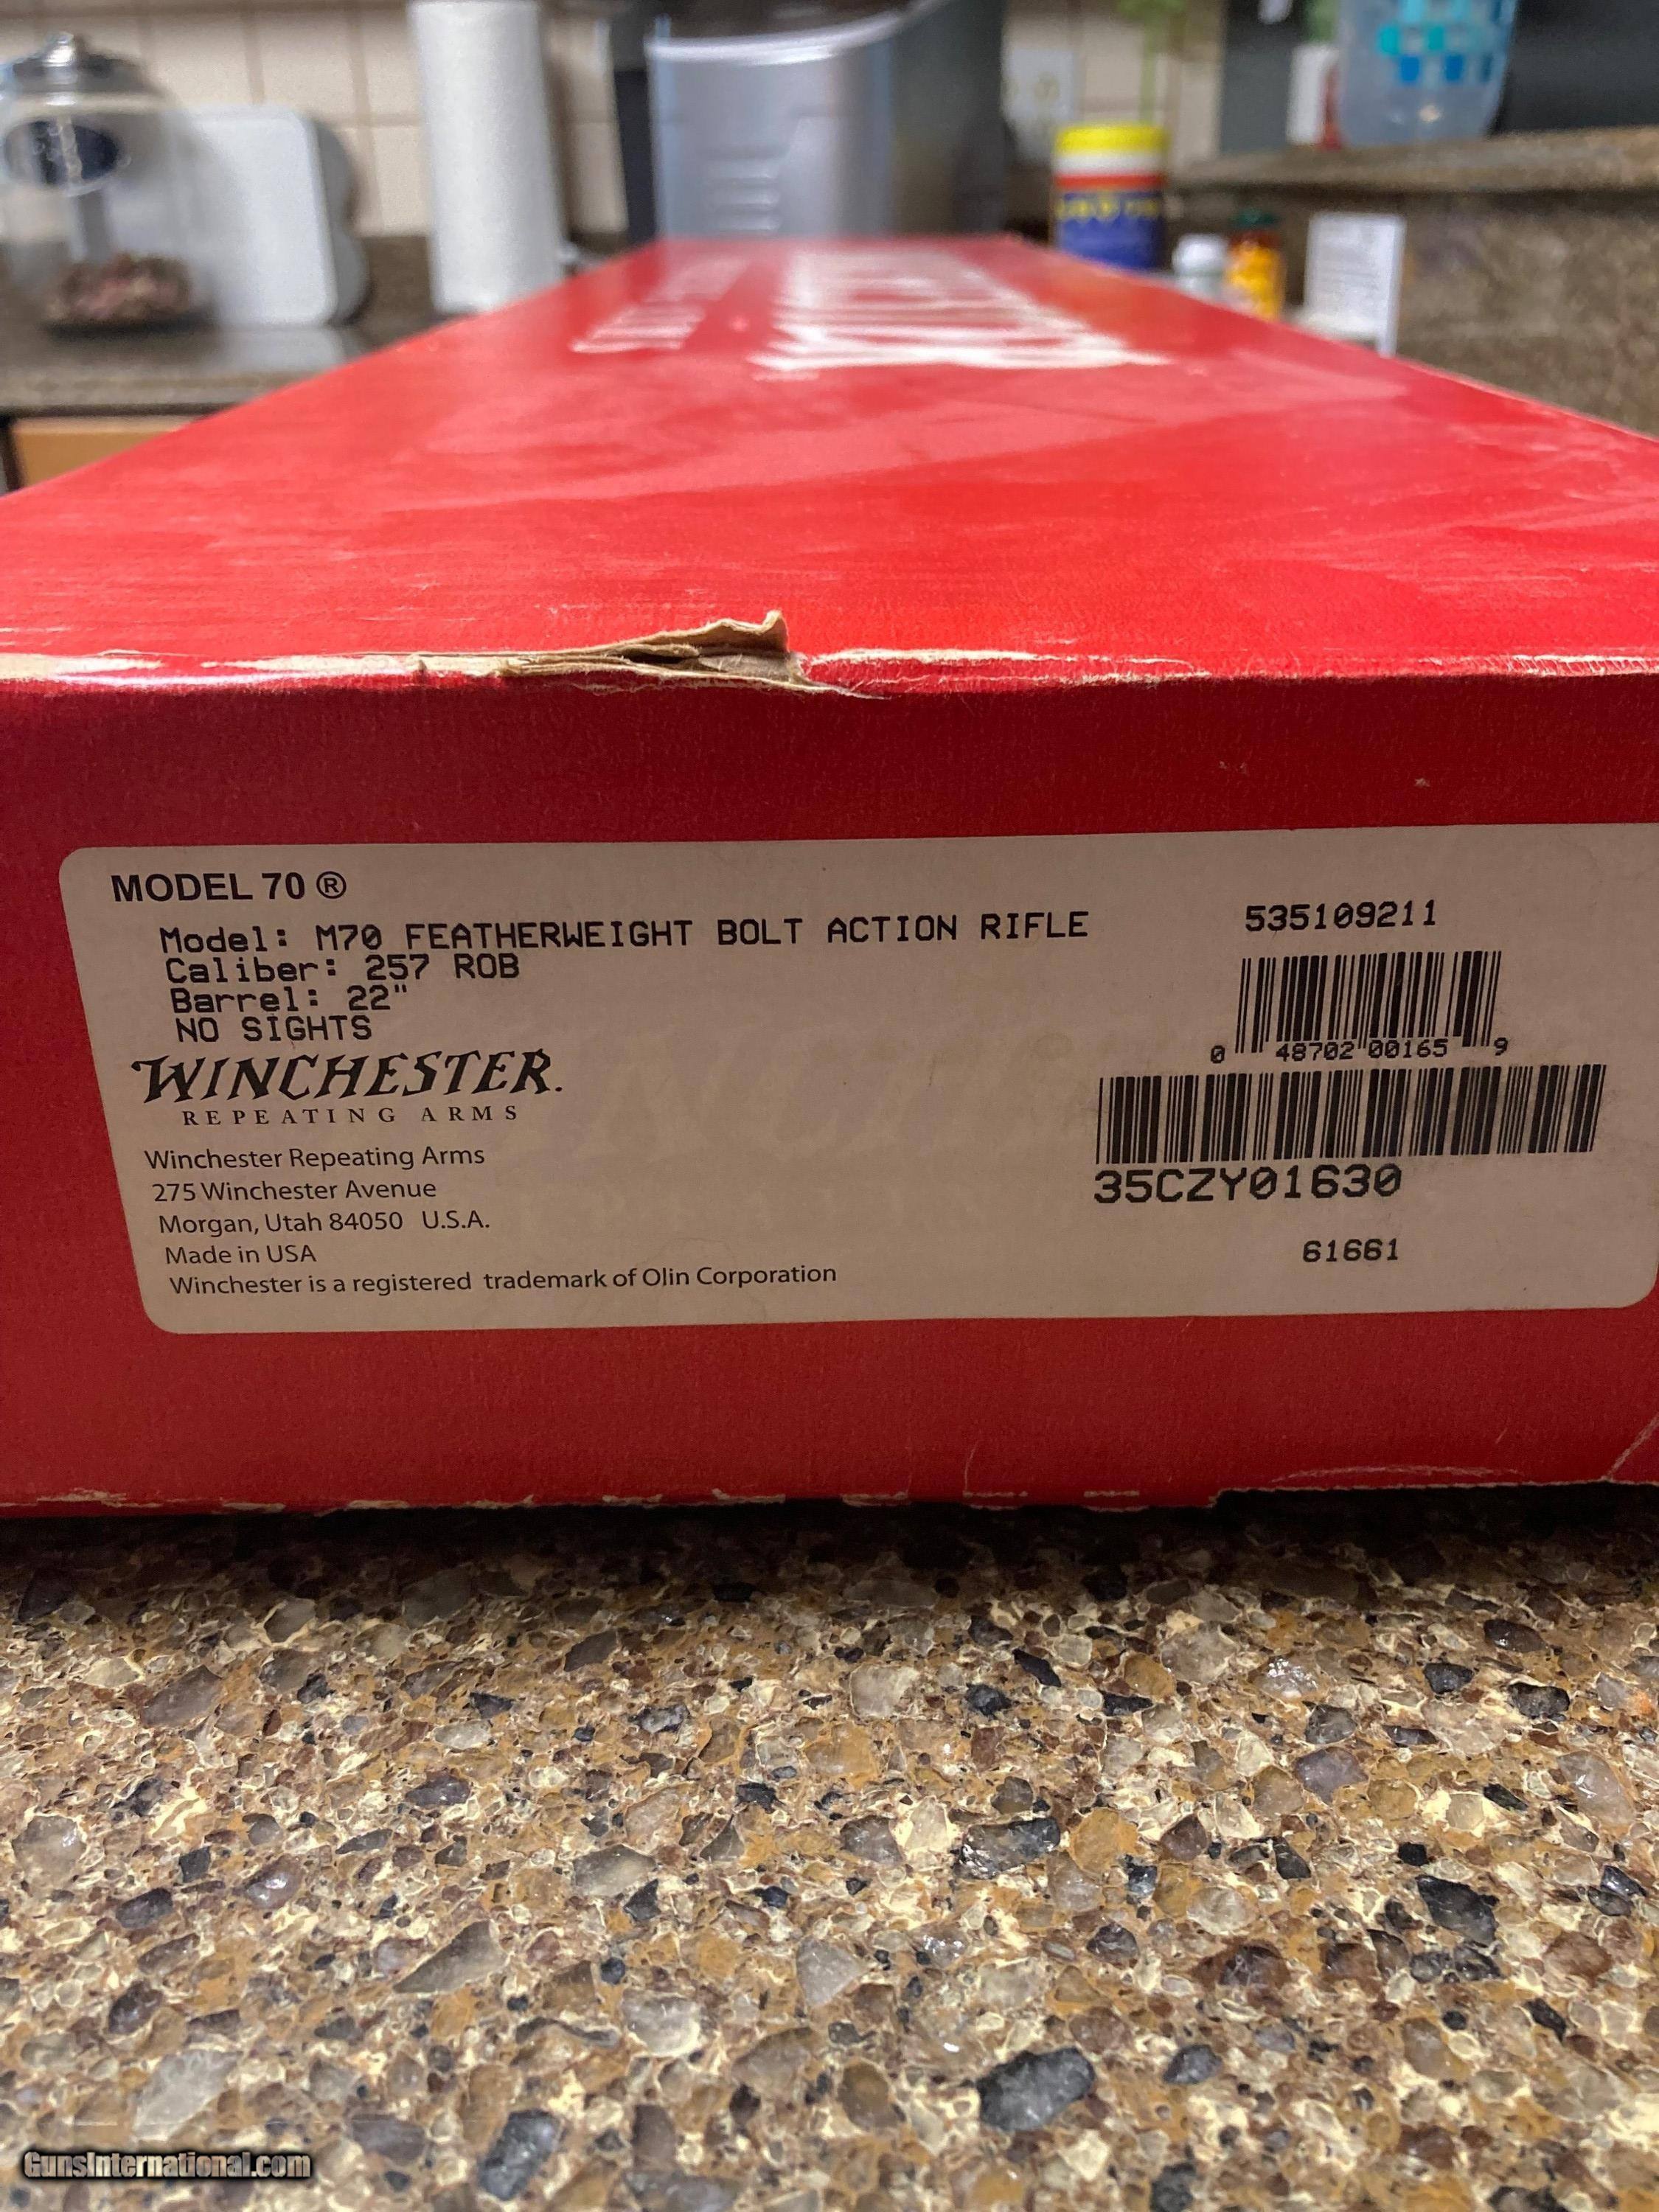 MODEL 70 ®
Model: M70 FEATHERWEIGHT BOLT ACTION RIFLE
Caliber: 257 ROB
Barrel: 22"
NO SIGHTS
WINCHESTER.
REPEATING ARMS
Winchester Repeating Arms
275 Winchester Avenue
Morgan, Utah 84050 U.S.A.
Made in USA
Winchester is a registered trademark of Olin Corporation
535109211
0 48702 00165 9
35CZY01630
61661
GunsInternational.com